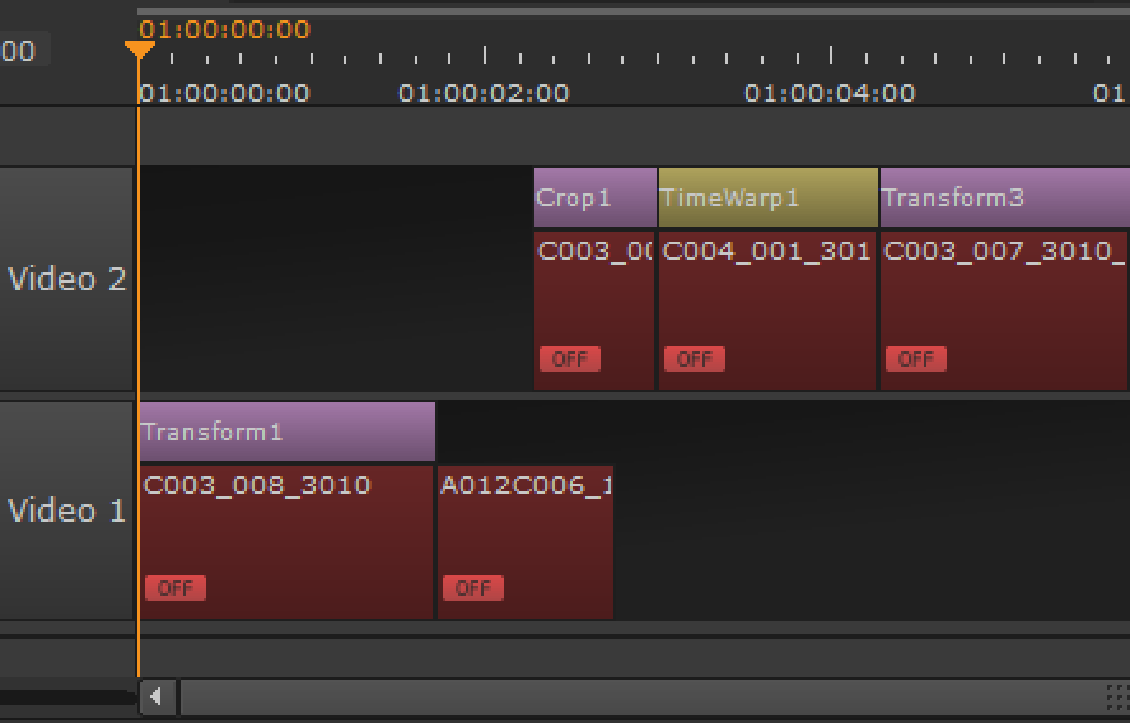 01:00:00:00
00
01:00:00:00 01:00:02:00 01:00:04:00 01
Crop1 TimeWarp1 Transform3
C003_00 C004_001_301 C003_007_3010_
Video 2
OFF OFF OFF
Transform1
C003_008_3010 A012C006_1
Video 1
OFF OFF